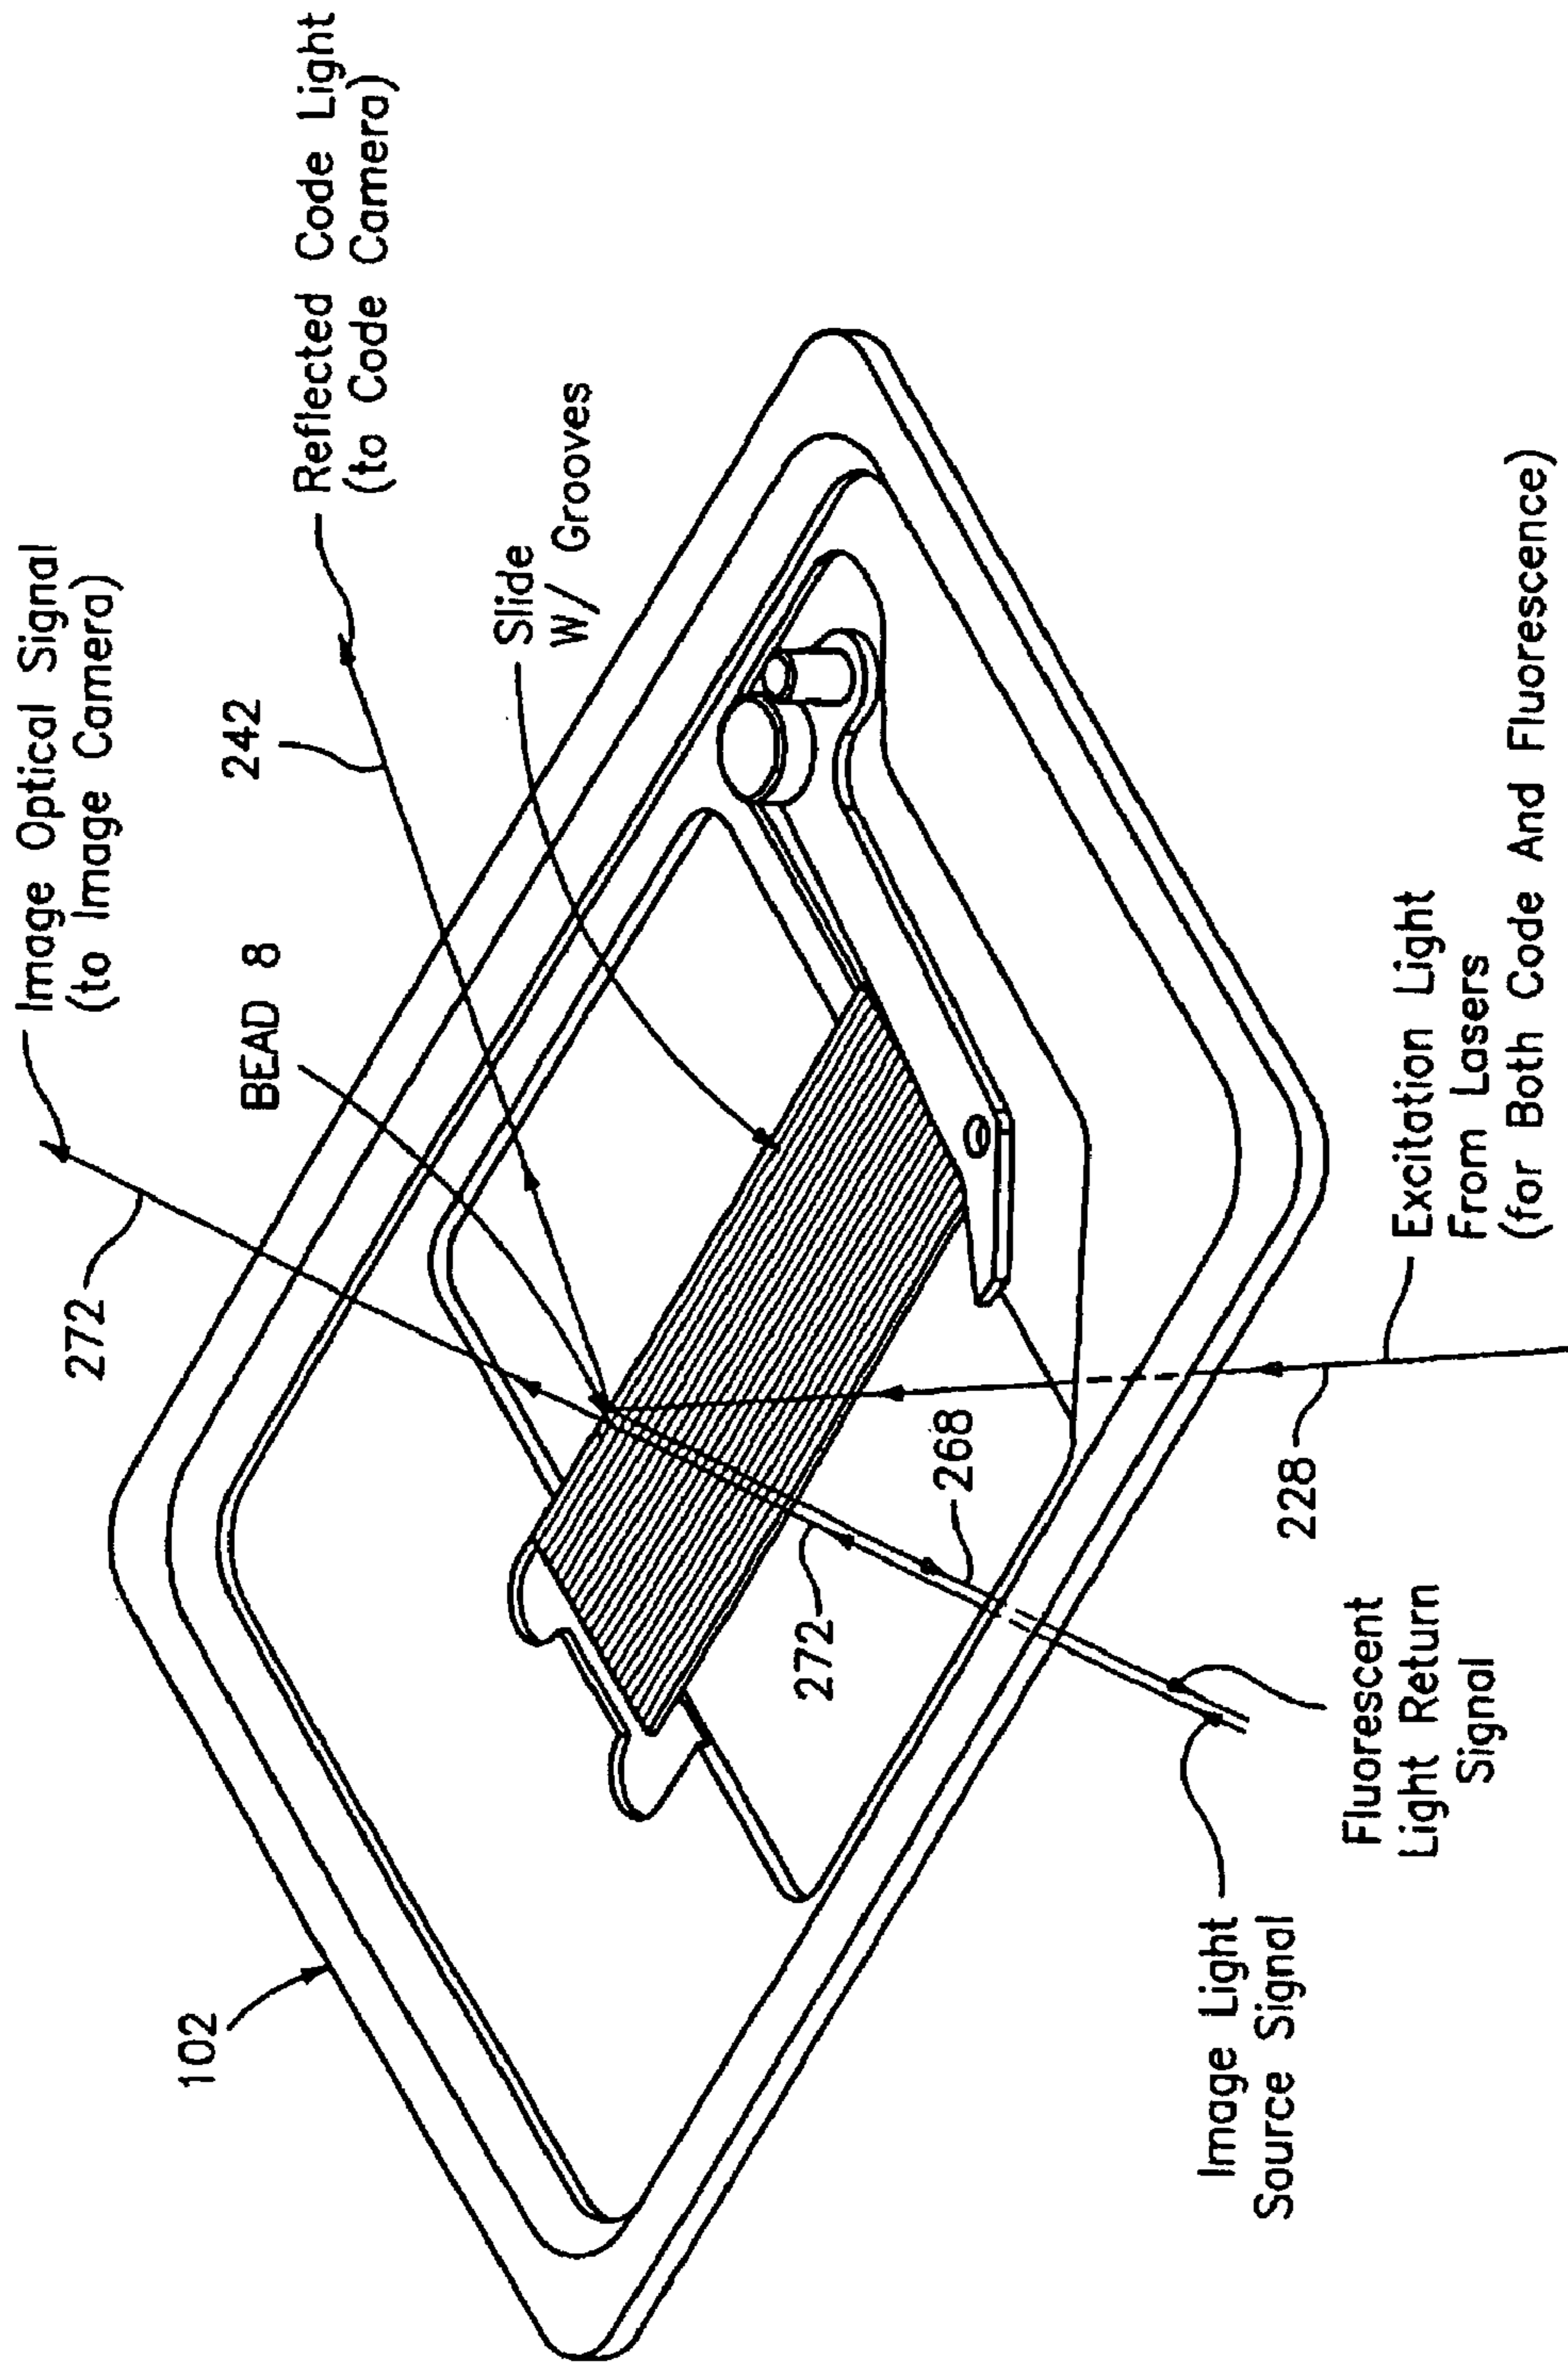 Image Optical Signal
(to Image Camera)
Reflected Code Light
(to Code Camera)
242
272
BEAD 8
Slide
W/ Grooves
102
272
268
228
Image Light
Source Signal
Fluorescent
Light Return
Signal
Excitation Light
From Lasers
(for Both Code And Fluorescence)